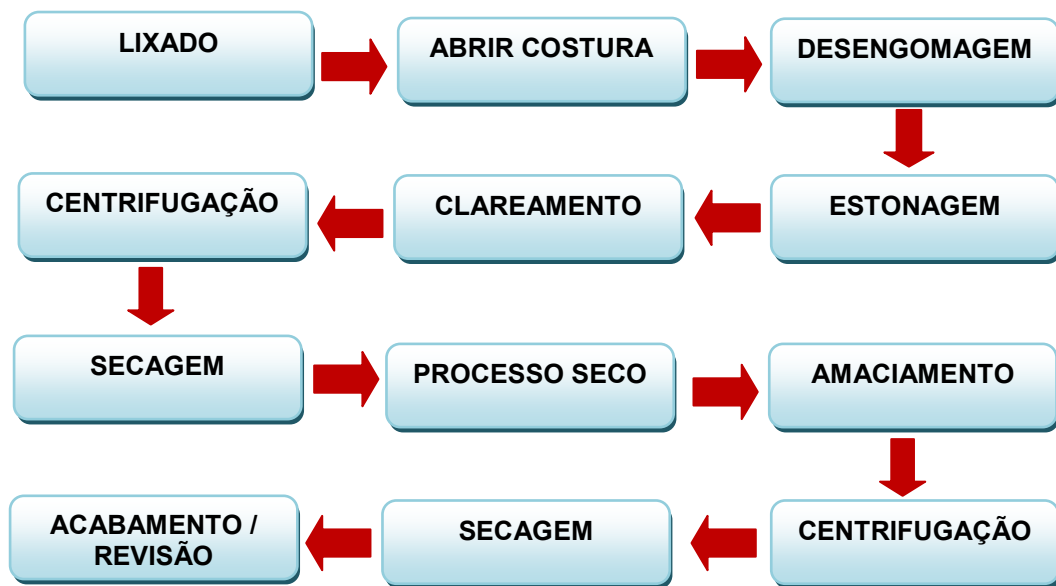 LIXADO
ABRIR COSTURA
DESENGOMAGEM
ESTONAGEM
CLAREAMENTO
CENTRIFUGAÇÃO
SECAGEM
PROCESSO SECO
AMACIAMENTO
CENTRIFUGAÇÃO
SECAGEM
ACABAMENTO /
REVISÃO